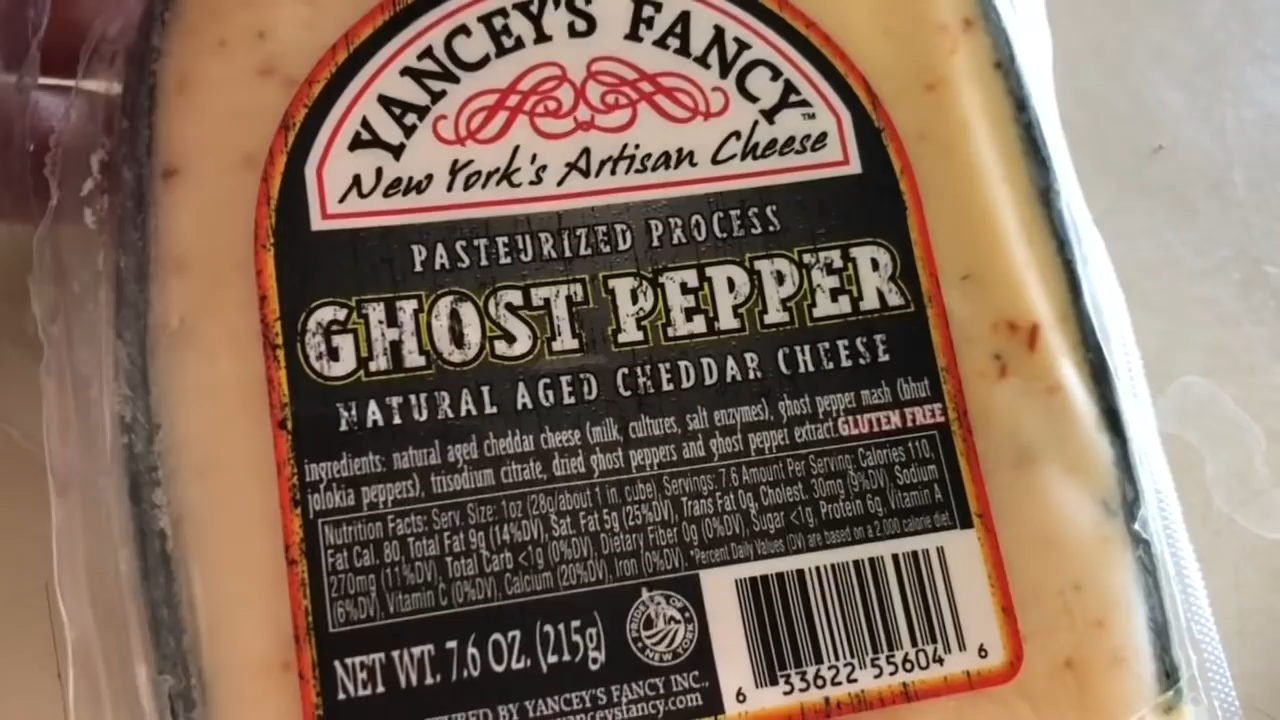 YANCEY'S FANCY™
New York's Artisan Cheese
PASTEURIZED PROCESS
GHOST PEPPER
NATURAL AGED CHEDDAR CHEESE
ingredients: natural aged cheddar cheese (milk, cultures, salt enzymes), ghost pepper mash (bhut
jolokia peppers), trisodium citrate, dried ghost peppers and ghost pepper extract. GLUTEN FREE
Nutrition Facts: Serv. Size: 1oz (28g/about 1 in. cube), Servings: 7.6 Amount Per Serving: Calories 110,
Fat Cal. 80, Total Fat 9g (14%DV), Sat. Fat 5g (25%DV), Trans Fat 0g, Cholest. 30mg (9%DV), Sodium
270mg (11%DV), Total Carb <1g (0%DV), Dietary Fiber 0g (0%DV), Sugar <1g, Protein 6g, Vitamin A
(6%DV), Vitamin C (0%DV), Calcium (20%DV), Iron (0%DV). *Percent Daily Values (DV) are based on a 2,000 calorie diet.
NET WT. 7.6 OZ. (215g)
PRIDE OF
NEW YORK
6 33622 55604 6
BY YANCEY'S FANCY INC.,
yanceysfancy.com